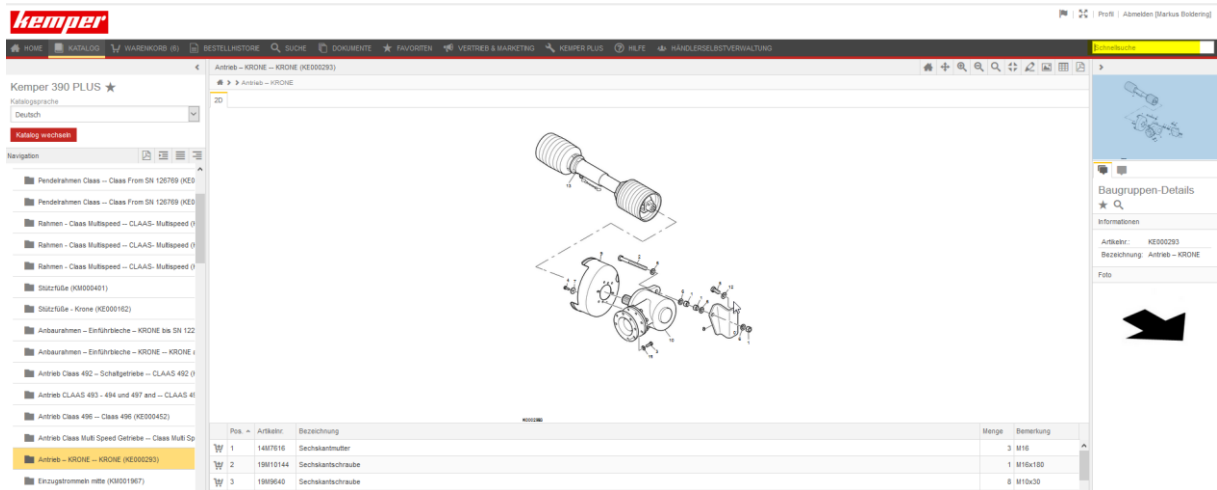 kemper
Profil | Abmelden [Markus Boldering]
HOME KATALOG WARENKORB (6) BESTELLHISTORE SUCHE DOKUMENTE FAVORITEN VERTRIEB & MARKETING KEMPER PLUS HILFE HÄNDLERSELBSTVERWALTUNG
Schnellsuche
Kemper 390 PLUS
Katalogsprache
Deutsch
Katalog wechseln
Navigation
Pendelrahmen Claas -- Claas From SN 126769 (KE0
Pendelrahmen Claas -- Claas From SN 126769 (KE0
Rahmen - Claas Multispeed -- CLAAS- Multispeed (
Rahmen - Claas Multispeed -- CLAAS- Multispeed (
Rahmen - Claas Multispeed -- CLAAS- Multispeed (
Stützfüße (KM000401)
Stützfüße - Krone (KE000162)
Anbaurahmen – Einführbleche – KRONE bis SN 122
Anbaurahmen – Einführbleche – KRONE -- KRONE
Antrieb Claas 492 – Schaltgetriebe – CLAAS 492 (
Antrieb CLAAS 493 - 494 und 497 and -- CLAAS 49
Antrieb Claas 496 -- Claas 496 (KE000452)
Antrieb Claas Multi Speed Getriebe -- Claas Multi Sp
Antrieb – KRONE -- KRONE (KE000293)
Einzugstrommeln mitte (KM001967)
Antrieb – KRONE -- KRONE (KE000293)
> > Antrieb – KRONE
2D
Pos. Artikelnr. Bezeichnung Menge Bemerkung
1 14M7616 Sechskantmutter 3 M16
2 19M10144 Sechskantschraube 1 M16x180
3 19M9640 Sechskantschraube 8 M10x30
Baugruppen-Details
Informationen
Artikelnr.: KE000293
Bezeichnung: Antrieb – KRONE
Foto